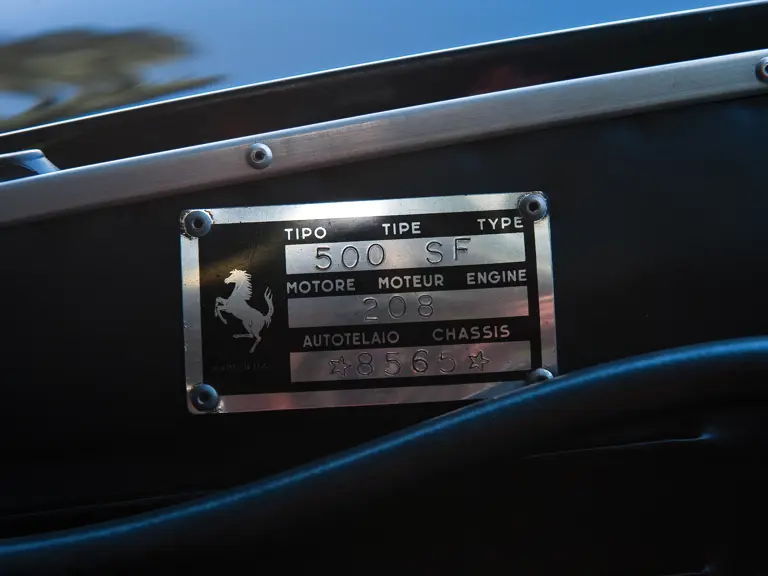 TIPO TIPE TYPE
500 SF
MOTORE MOTEUR ENGINE
208
AUTOTELAIO CHASSIS
☆8565☆